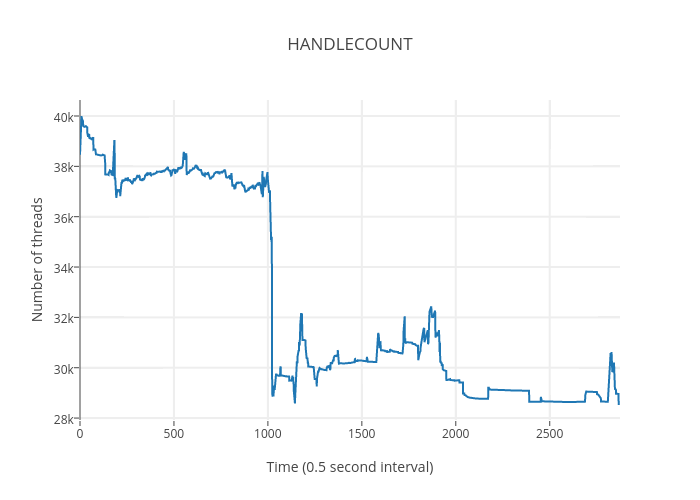 HANDLECOUNT
Number of threads
40k
38k
36k
34k
32k
30k
28k
0 500 1000 1500 2000 2500
Time (0.5 second interval)